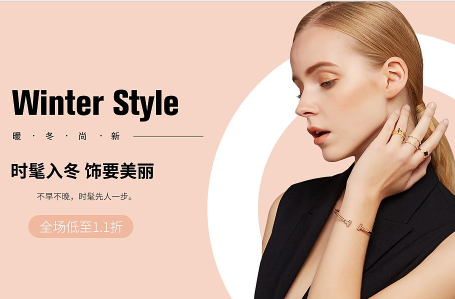 Winter Style
暖 · 冬 · 尚 · 新
时髦入冬 饰要美丽
不早不晚，时髦先人一步。
全场低至1.1折